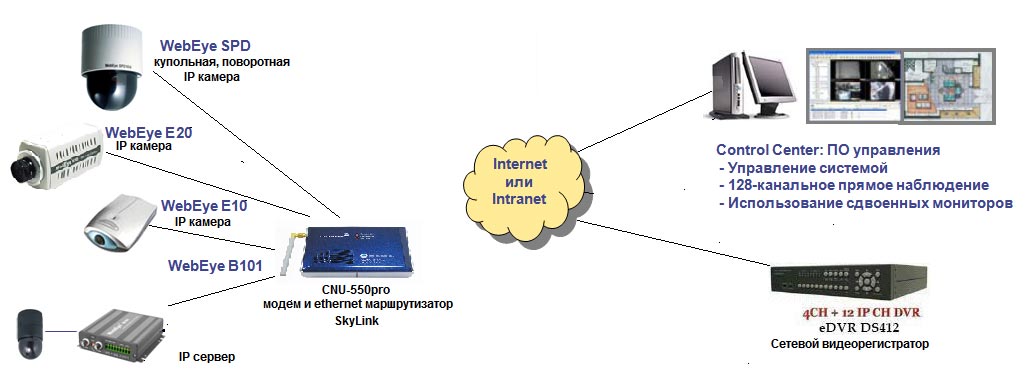 WebEye SPD
купольная, поворотная
IP камера
WebEye E20
IP камера
WebEye E10
IP камера
WebEye B101
IP сервер
CNU-550pro
модем и ethernet маршрутизатор
SkyLink
Internet
или
Intranet
Control Center: ПО управления
- Управление системой
- 128-канальное прямое наблюдение
- Использование сдвоенных мониторов
4CH + 12 IP CH DVR
eDVR DS412
Сетевой видеорегистратор